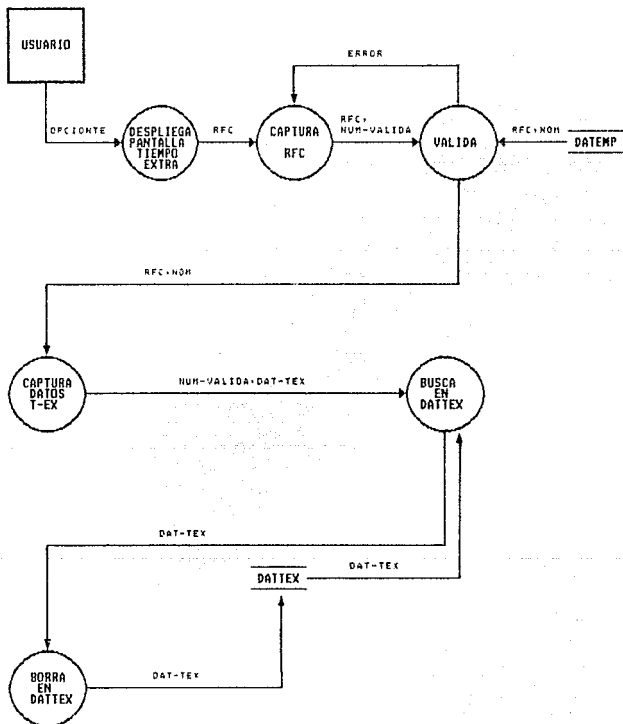 USUARIO
ERROR
OPCIONTE
DESPLIEGA
PANTALLA
TIEMPO
EXTRA
RFC
CAPTURA
RFC
RFC,
NUM-VALIDA
VALIDA
RFC,NOM
DATEMP
RFC,NOM
CAPTURA
DATOS
T-EX
NUM-VALIDA,DAT-TEX
BUSCA
EN
DATTEX
DAT-TEX
DATTEX
DAT-TEX
BORRA
EN
DATTEX
DAT-TEX